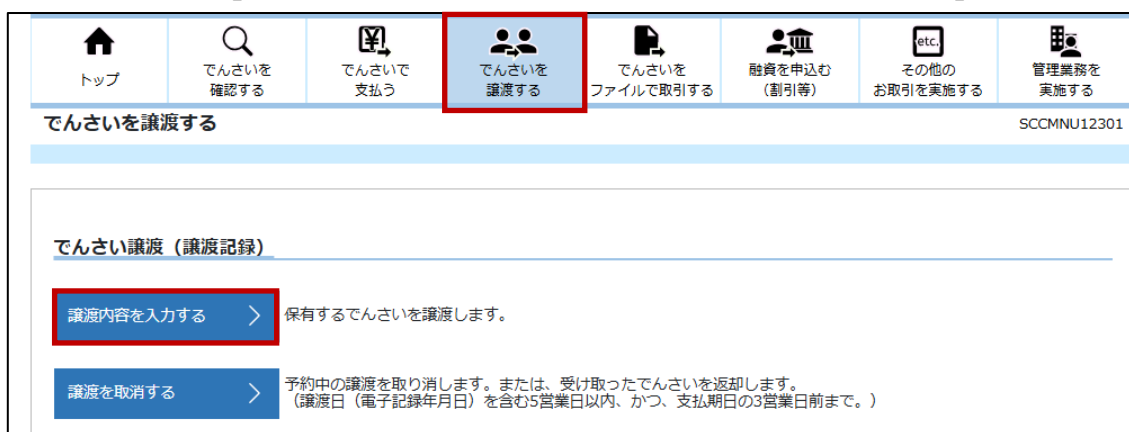 トップ
でんさいを
確認する
でんさいで
支払う
でんさいを
譲渡する
でんさいを
ファイルで取引する
融資を申込む
（割引等）
etc.
その他の
お取引を実施する
管理業務を
実施する
でんさいを譲渡する
SCCMNU12301
でんさい譲渡（譲渡記録）
譲渡内容を入力する
保有するでんさいを譲渡します。
譲渡を取消する
予約中の譲渡を取り消します。または、受け取ったでんさいを返却します。
（譲渡日（電子記録年月日）を含む5営業日以内、かつ、支払期日の3営業日前まで。）